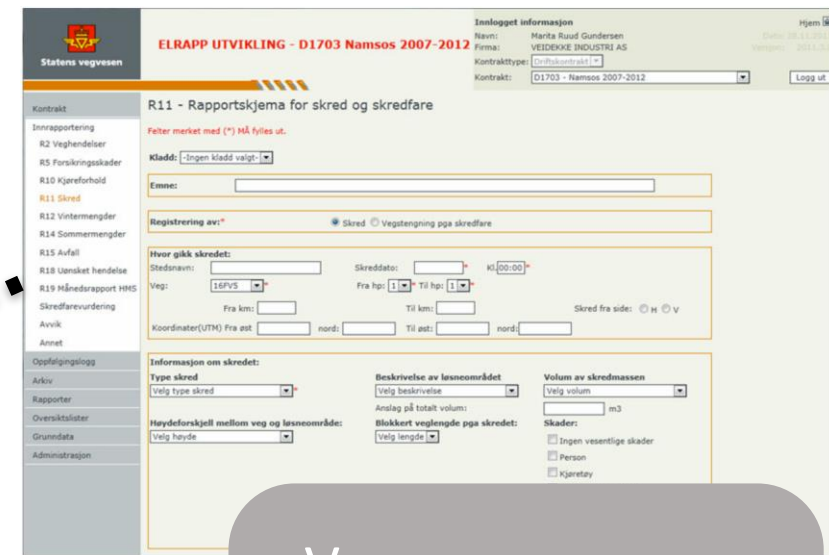 Statens vegvesen
ELRAPP UTVIKLING - D1703 Namsos 2007-2012
Innlogget informasjon
Navn: Marita Ruud Gundersen
Firma: VEIDEKKE INDUSTRI AS
Kontrakttype: Driftskontrakt
Kontrakt: D1703 - Namsos 2007-2012
Hjem
Logg ut
Kontrakt
Innrapportering
R2 Veghendelser
R5 Forsikringsskader
R10 Kjøreforhold
R11 Skred
R12 Vintermengder
R14 Sommermengder
R15 Avfall
R18 Uønsket hendelse
R19 Månedsrapport HMS
Skredfarevurdering
Avvik
Annet
Oppfølgingslogg
Arkiv
Rapporter
Oversiktslister
Grunndata
Administrasjon
R11 - Rapportskjema for skred og skredfare
Felter merket med (*) MÅ fylles ut.
Kladd: -Ingen kladd valgt-
Emne:
Registrering av:* Skred Vegstengning pga skredfare
Hvor gikk skredet:
Stedsnavn: Skreddato: * Kl. 00:00 *
Veg: 16FV5 * Fra hp: 1 * Til hp: 1 *
Fra km: Til km: Skred fra side: H V
Koordinater(UTM) Fra øst nord: Til øst: nord:
Informasjon om skredet:
Type skred Beskrivelse av løsneområdet Volum av skredmassen
Velg type skred * Velg beskrivelse Velg volum
Anslag på totalt volum: m3
Høydeforskjell mellom veg og løsneområde: Blokkert veglengde pga skredet: Skader:
Velg høyde Velg lengde Ingen vesentlige skader
Person
Kjøretøy